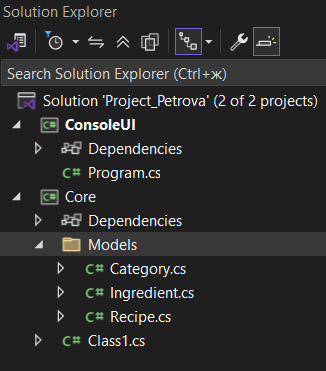 Solution Explorer
Search Solution Explorer (Ctrl+ж)
Solution 'Project_Petrova' (2 of 2 projects)
C# ConsoleUI
Dependencies
C# Program.cs
C# Core
Dependencies
Models
C# Category.cs
C# Ingredient.cs
C# Recipe.cs
C# Class1.cs